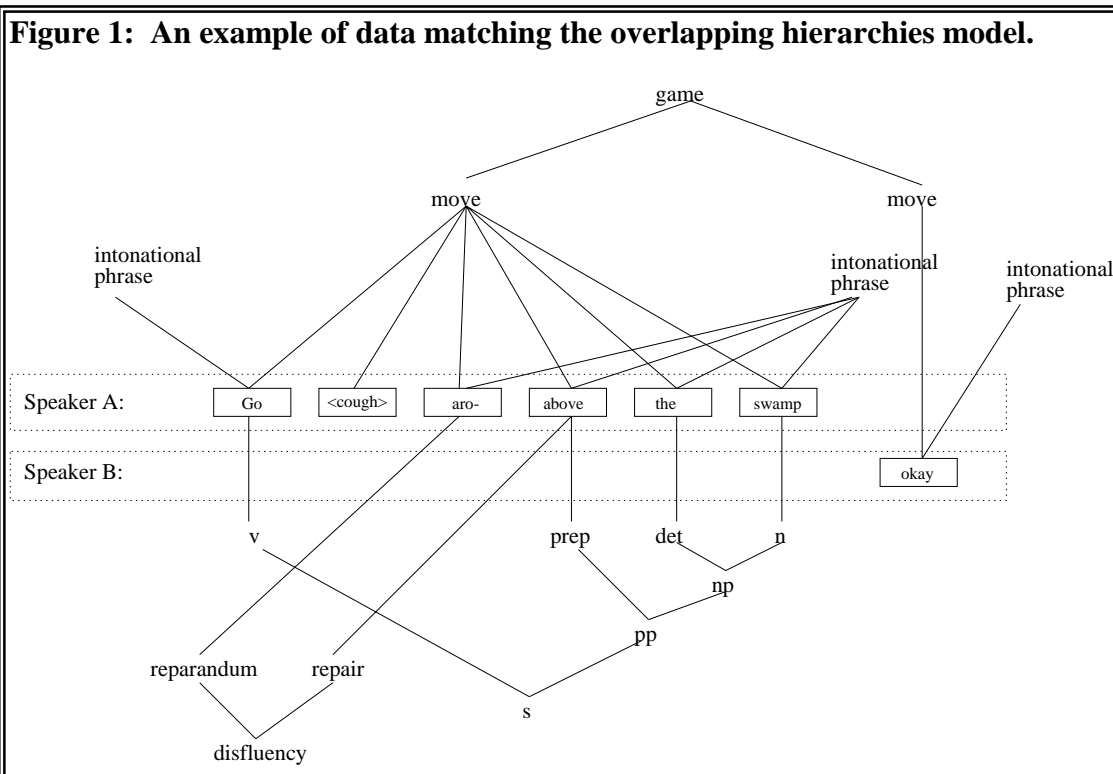 Figure 1: An example of data matching the overlapping hierarchies model.
game
move
move
intonational
phrase
intonational
phrase
intonational
phrase
Speaker A:
Go
<cough>
aro-
above
the
swamp
Speaker B:
okay
v
prep
det
n
np
pp
reparandum
repair
s
disfluency